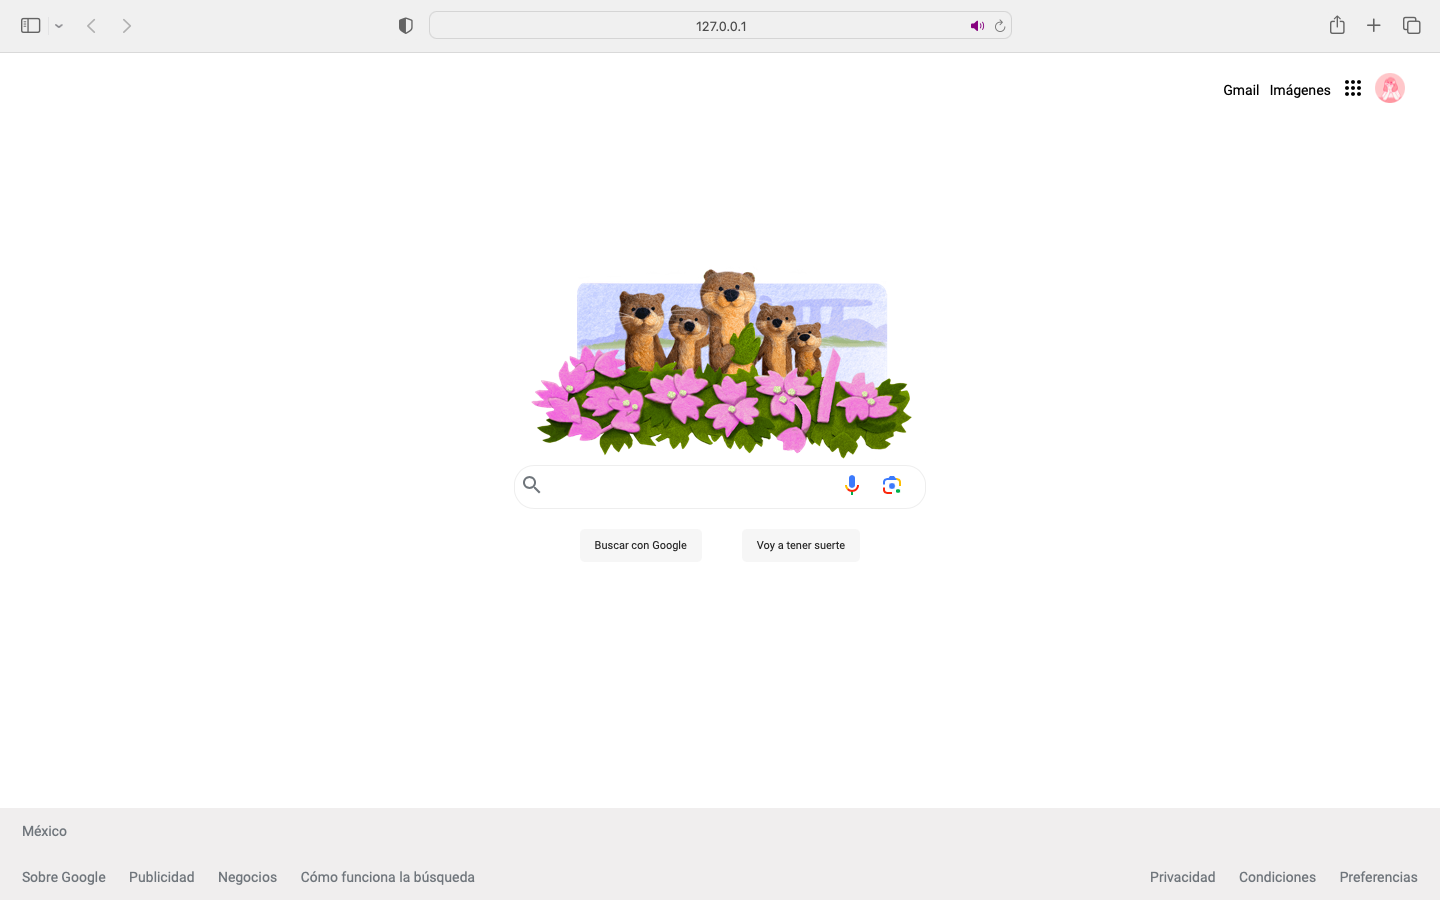 127.0.0.1
Gmail Imágenes
Buscar con Google
Voy a tener suerte
México
Sobre Google Publicidad Negocios Cómo funciona la búsqueda
Privacidad Condiciones Preferencias